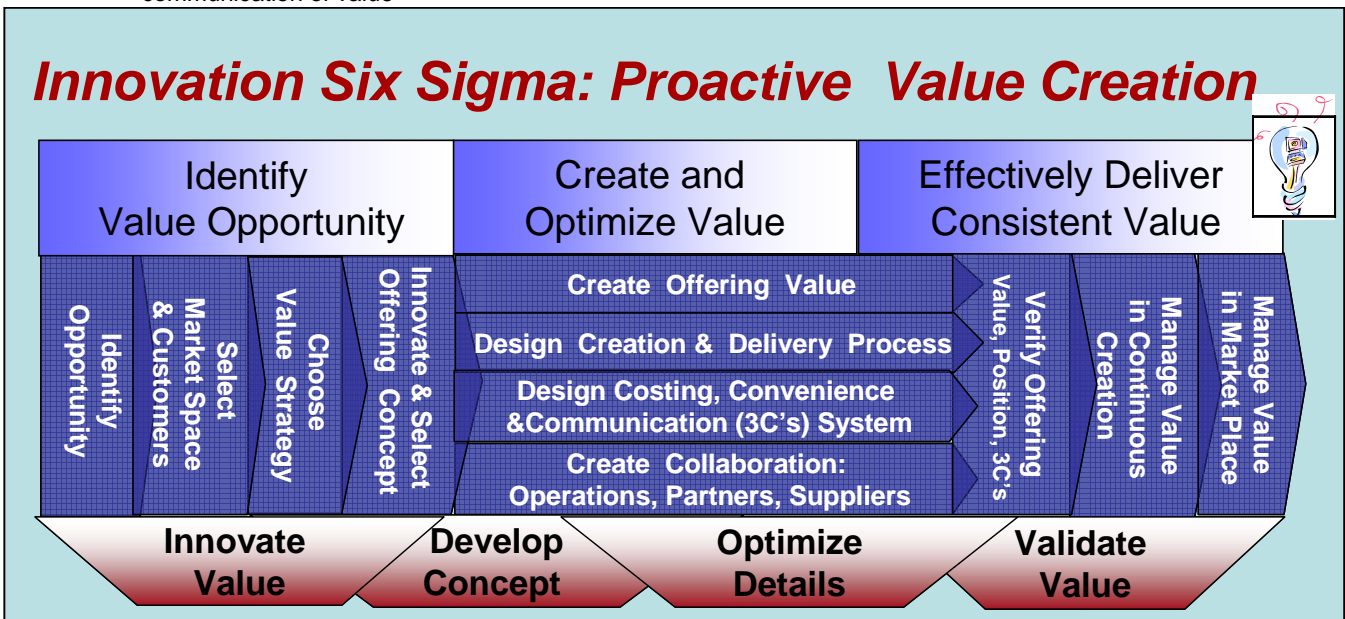 communication of value
Innovation Six Sigma: Proactive Value Creation
Identify
Value Opportunity
Create and
Optimize Value
Effectively Deliver
Consistent Value
Identify
Opportunity
Select
Market Space
& Customers
Choose
Value Strategy
Innovate & Select
Offering Concept
Create Offering Value
Design Creation & Delivery Process
Design Costing, Convenience
&Communication (3C's) System
Create Collaboration:
Operations, Partners, Suppliers
Verify Offering
Value, Position, 3C's
Manage Value
in Continuous
Creation
Manage Value
in Market Place
Innovate
Value
Develop
Concept
Optimize
Details
Validate
Value